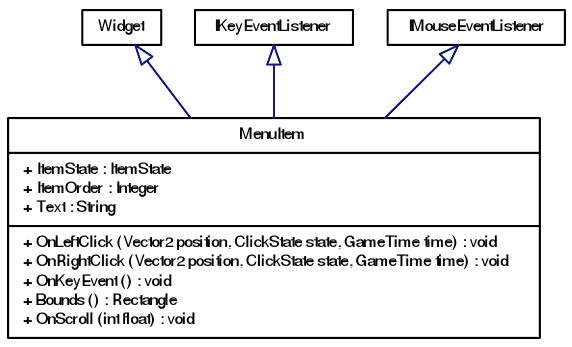 Widget
IKeyEventListener
IMouseEventListener
MenuItem
+ ItemState : ItemState
+ ItemOrder : Integer
+ Text : String
+ OnLeftClick (Vector2 position, ClickState state, GameTime time) : void
+ OnRightClick (Vector2 position, ClickState state, GameTime time) : void
+ OnKeyEvent () : void
+ Bounds () : Rectangle
+ OnScroll (int float) : void